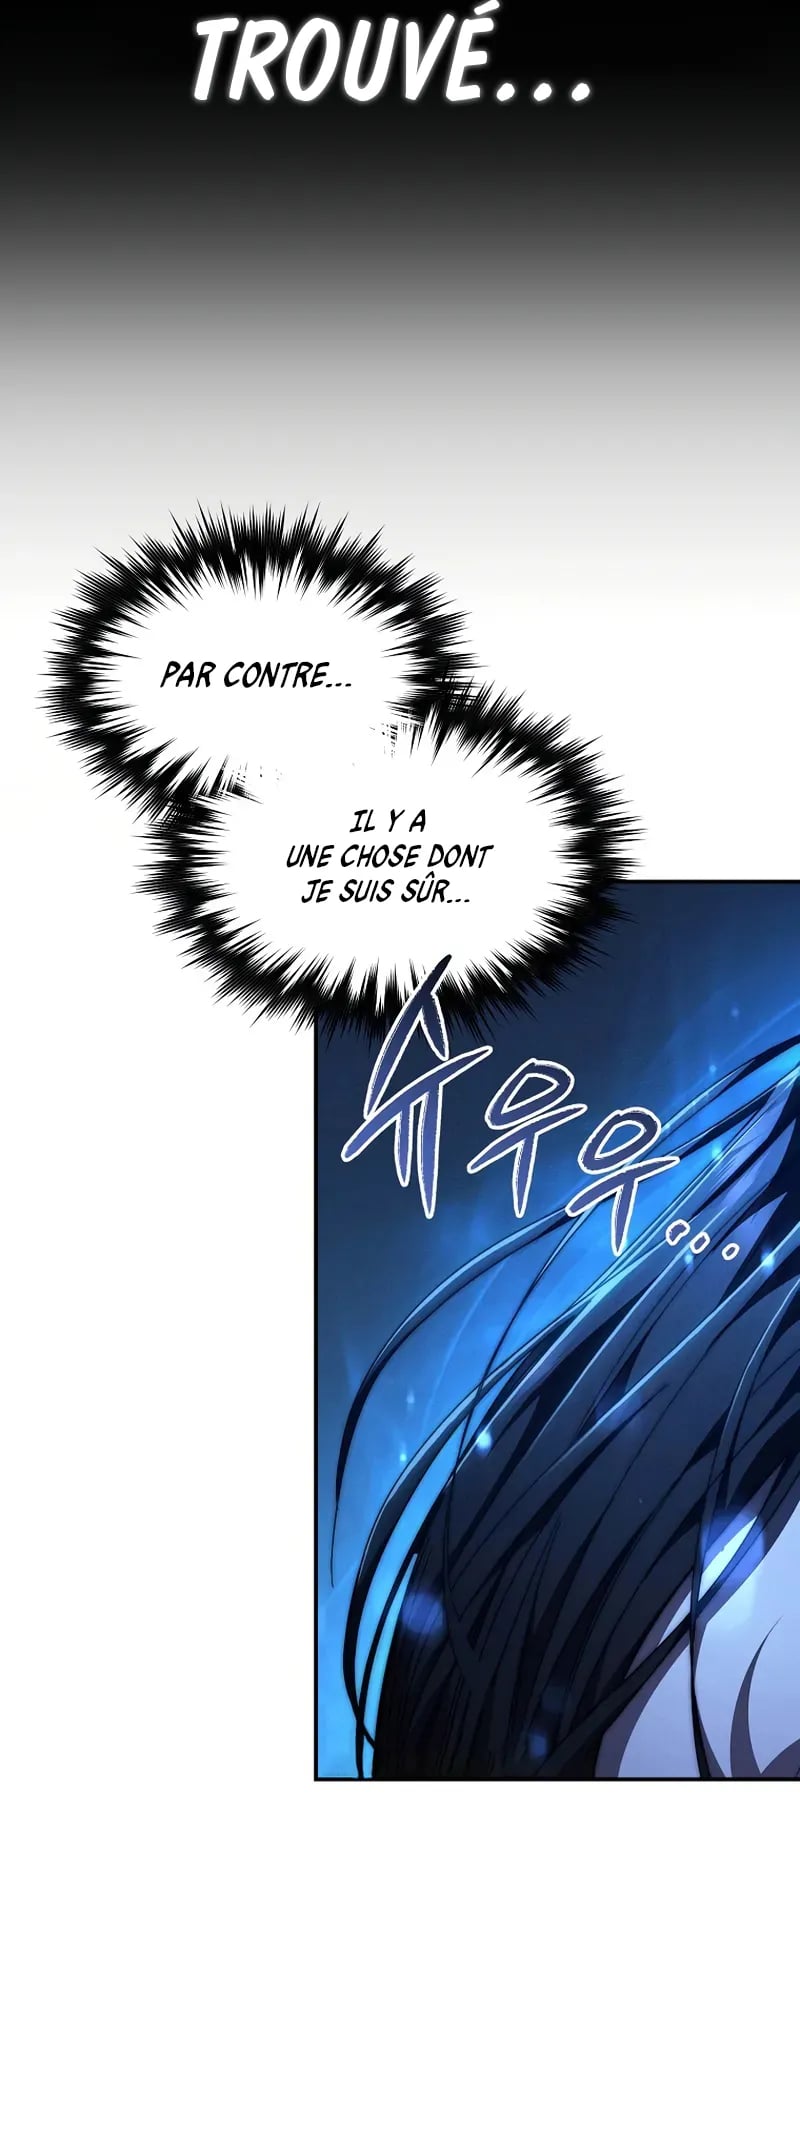 TROUVÉ...
PAR CONTRE...
IL Y A
UNE CHOSE DONT
JE SUIS SÛR...
슈우우...